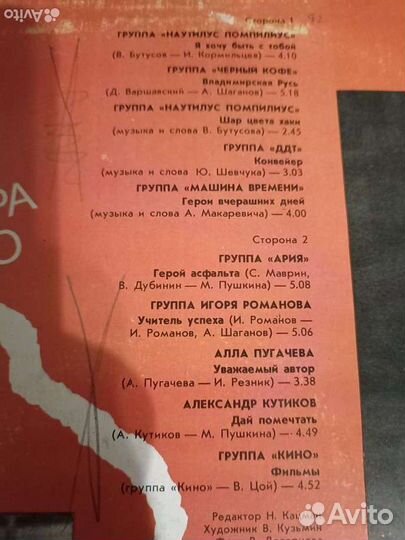 Avito
Сторона 1
ГРУППА «НАУТИЛУС ПОМПИЛИУС»
Я хочу быть с тобой
(В. Бутусов — И. Кормильцев) — 4.10
ГРУППА «ЧЕРНЫЙ КОФЕ»
Владимирская Русь
(Д. Варшавский — А. Шаганов) — 5.18
ГРУППА «НАУТИЛУС ПОМПИЛИУС»
Шар цвета хаки
(музыка и слова В. Бутусова) — 2.45
ГРУППА «ДДТ»
Конвейер
(музыка и слова Ю. Шевчука) — 3.03
ГРУППА «МАШИНА ВРЕМЕНИ»
Герои вчерашних дней
(музыка и слова А. Макаревича) — 4.00
РА
О
Сторона 2
ГРУППА «АРИЯ»
Герой асфальта (С. Маврин,
В. Дубинин — М. Пушкина) — 5.08
ГРУППА ИГОРЯ РОМАНОВА
Учитель успеха (И. Романов —
И. Романов, А. Шаганов) — 5.06
АЛЛА ПУГАЧЕВА
Уважаемый автор
(А. Пугачева — И. Резник) — 3.38
АЛЕКСАНДР КУТИКОВ
Дай помечтать
(А. Кутиков — М. Пушкина) — 4.49
ГРУППА «КИНО»
Фильмы
(группа «Кино» — В. Цой) — 4.52
Редактор Н. Кацман
Художник В. Кузьмин
Avito